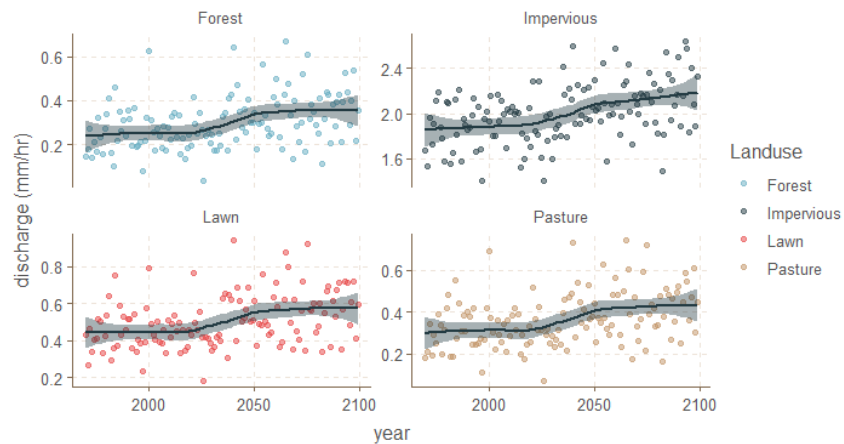 Forest
Impervious
0.6
0.4
0.2
2.4
2.0
1.6
discharge (mm/hr)
Lawn
Pasture
0.8
0.6
0.4
0.2
0.6
0.4
0.2
2000
2050
2100
2000
2050
2100
year
Landuse
Forest
Impervious
Lawn
Pasture